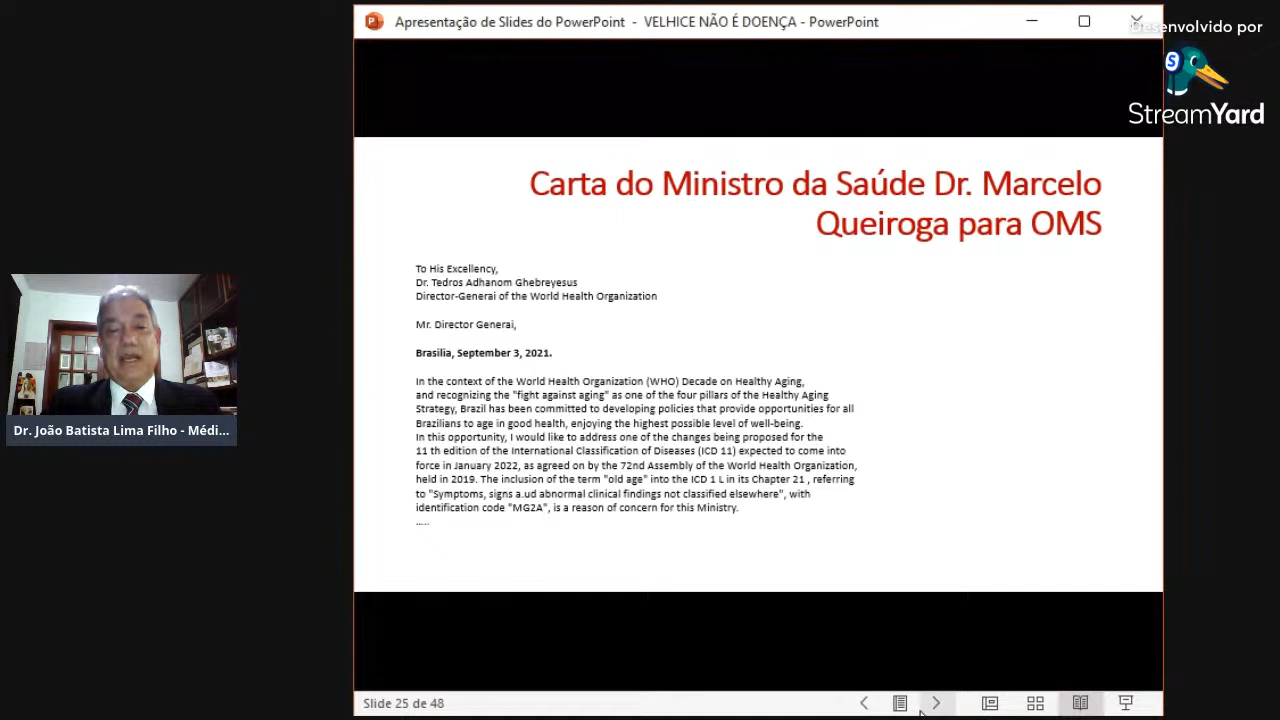 Apresentação de Slides do PowerPoint - VELHICE NÃO É DOENÇA - PowerPoint
Desenvolvido por
StreamYard
Carta do Ministro da Saúde Dr. Marcelo
Queiroga para OMS
To His Excellency,
Dr. Tedros Adhanom Ghebreyesus
Director-Generai of the World Health Organization
Mr. Director Generai,
Brasilia, September 3, 2021.
In the context of the World Health Organization (WHO) Decade on Healthy Aging,
and recognizing the "fight against aging" as one of the four pillars of the Healthy Aging
Strategy, Brazil has been committed to developing policies that provide opportunities for all
Brazilians to age in good health, enjoying the highest possible level of well-being.
In this opportunity, I would like to address one of the changes being proposed for the
11 th edition of the International Classification of Diseases (ICD 11) expected to come into
force in January 2022, as agreed on by the 72nd Assembly of the World Health Organization,
held in 2019. The inclusion of the term "old age" into the ICD 1 L in its Chapter 21 , referring
to "Symptoms, signs a.ud abnormal clinical findings not classified elsewhere", with
identification code "MG2A", is a reason of concern for this Ministry.
.....
Dr. João Batista Lima Filho - Médi...
Slide 25 de 48